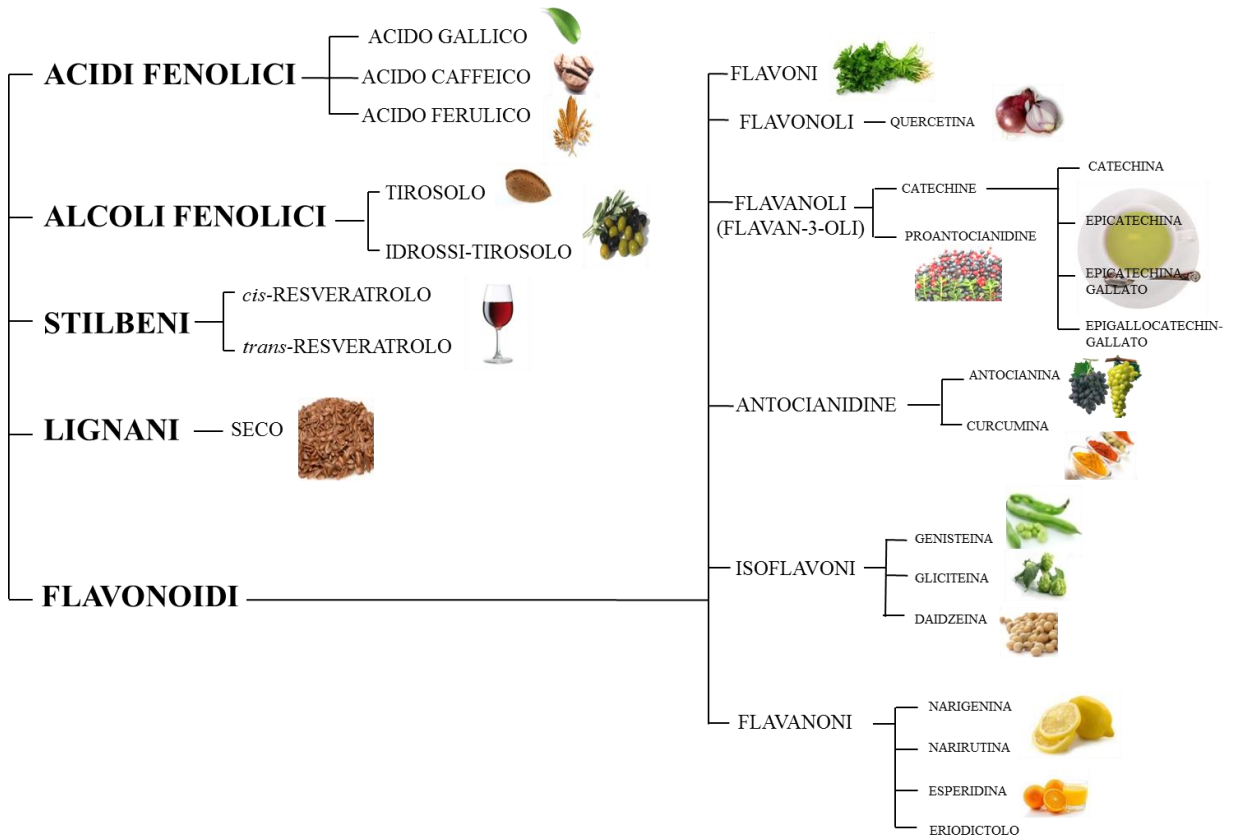 ACIDI FENOLICI
ACIDO GALLICO
ACIDO CAFFEICO
ACIDO FERULICO
ALCOLI FENOLICI
TIROSOLO
IDROSSI-TIROSOLO
STILBENI
cis-RESVERATROLO
trans-RESVERATROLO
LIGNANI
SECO
FLAVONOIDI
FLAVONI
FLAVONOLI
QUERCETINA
FLAVANOLI
(FLAVAN-3-OLI)
CATECHINE
CATECHINA
EPICATECHINA
EPICATECHINA
GALLATO
EPIGALLOCATECHIN-
GALLATO
PROANTOCIANIDINE
ANTOCIANIDINE
ANTOCIANINA
CURCUMINA
ISOFLAVONI
GENISTEINA
GLICITEINA
DAIDZEINA
FLAVANONI
NARIGENINA
NARIRUTINA
ESPERIDINA
ERIODICTOLO